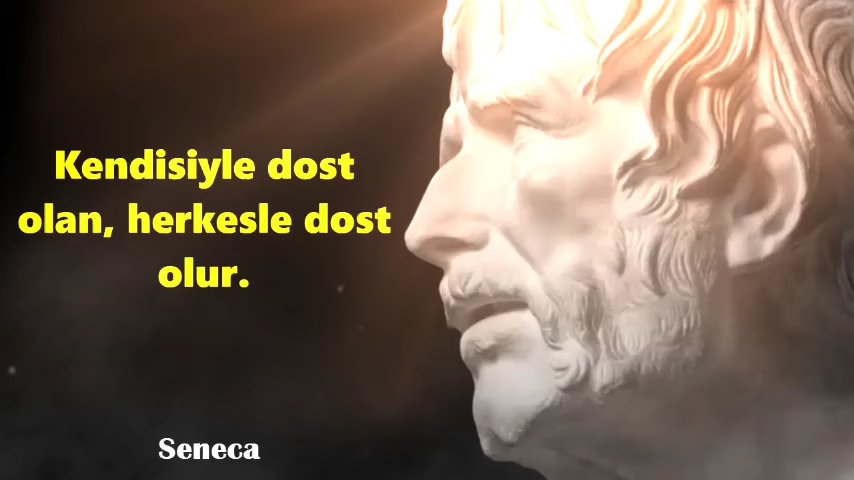 Kendisiyle dost
olan, herkesle dost
olur.
Seneca